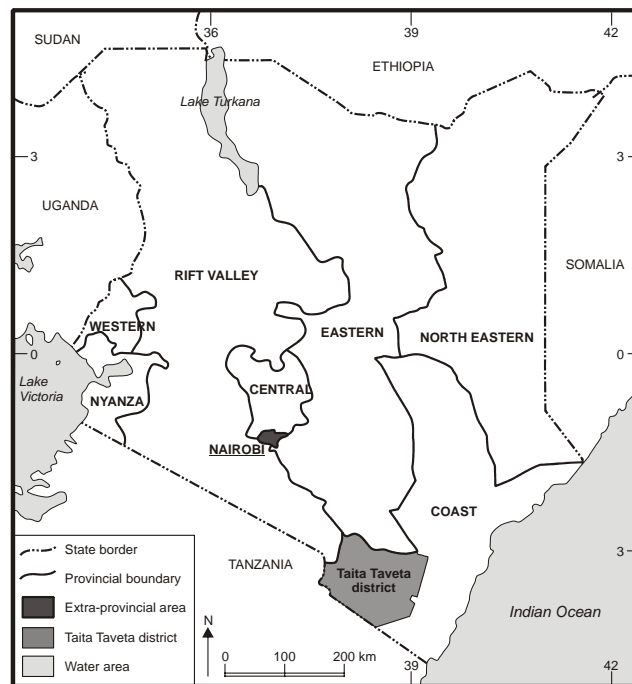 36
39
42
SUDAN
ETHIOPIA
Lake Turkana
3
3
UGANDA
SOMALIA
RIFT VALLEY
WESTERN
EASTERN
NORTH EASTERN
0
0
Lake
Victoria
NYANZA
CENTRAL
NAIROBI
COAST
TANZANIA
3
Taita Taveta
district
Indian Ocean
State border
Provincial boundary
Extra-provincial area
Taita Taveta district
Water area
N
0 100 200 km
39
42